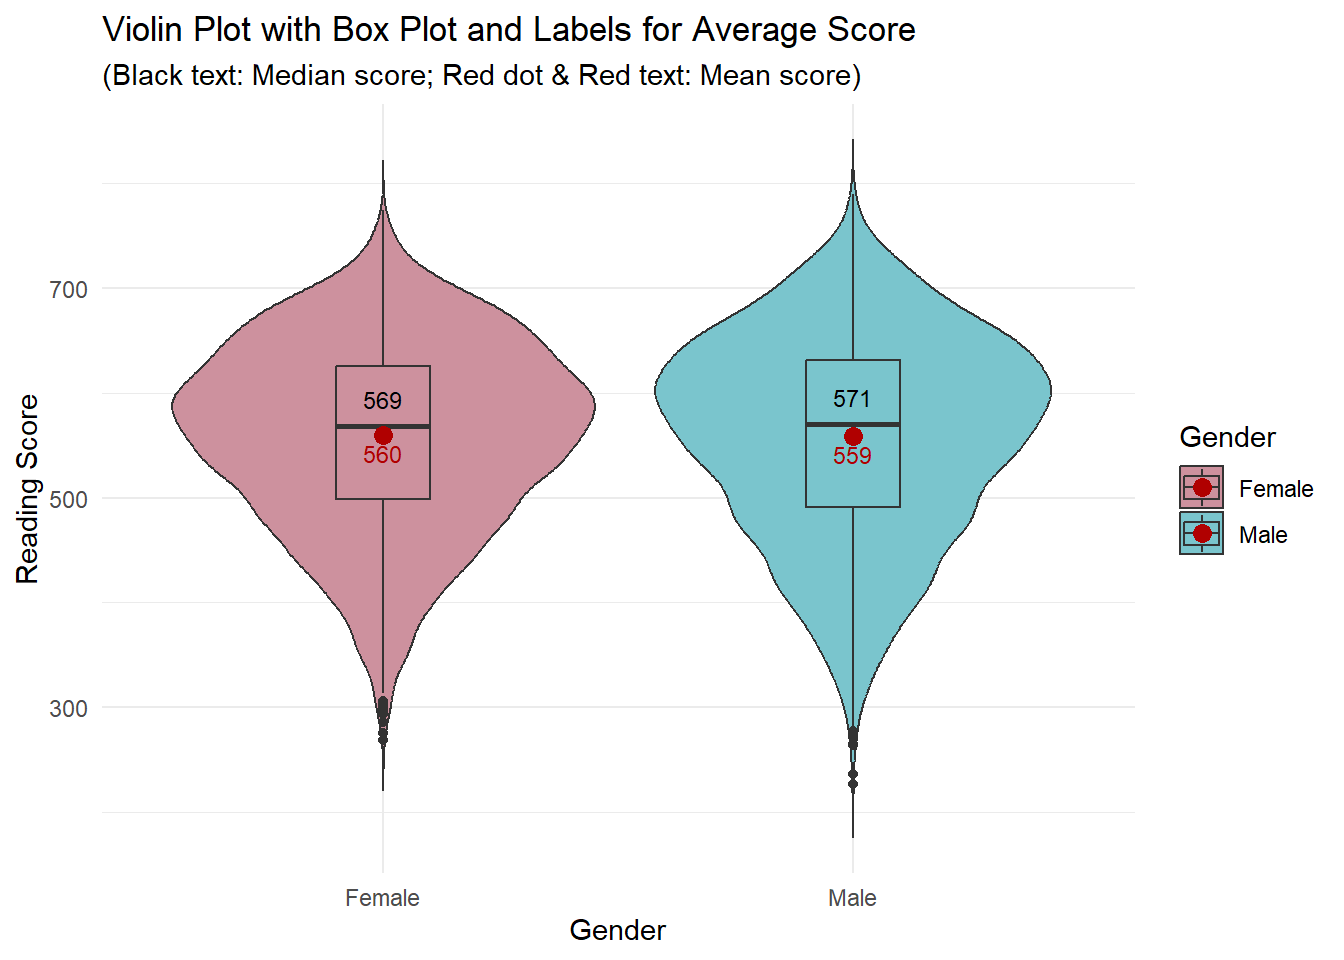 Violin Plot with Box Plot and Labels for Average Score
(Black text: Median score; Red dot & Red text: Mean score)
Reading Score
700
500
300
569
560
571
559
Female
Male
Gender
Gender
Female
Male